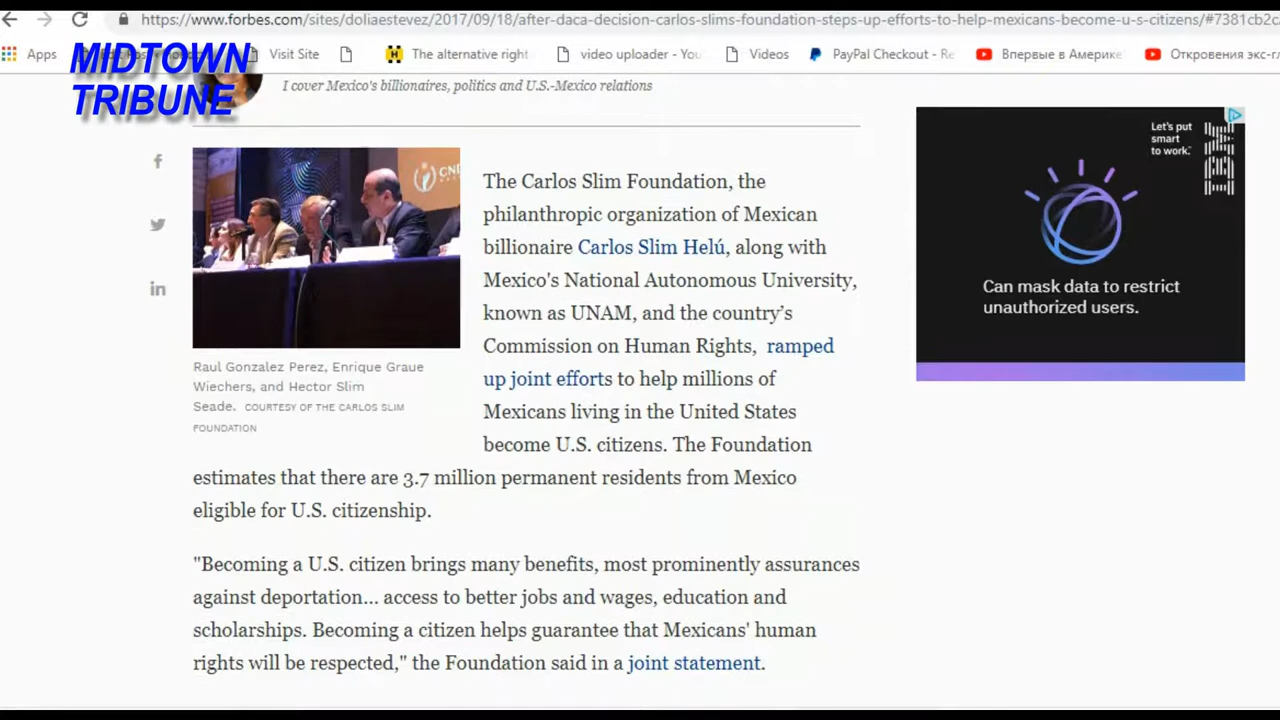 https://www.forbes.com/sites/doliaestevez/2017/09/18/after-daca-decision-carlos-slims-foundation-steps-up-efforts-to-help-mexicans-become-u-s-citizens/#7381cb2c
Apps
Visit Site
The alternative right
video uploader - You
Videos
PayPal Checkout - Re
Впервые в Америке
Откровения экс-г
MIDTOWN
TRIBUNE
I cover Mexico's billionaires, politics and U.S.-Mexico relations
CND
Raul Gonzalez Perez, Enrique Graue
Wiechers, and Hector Slim
Seade. COURTESY OF THE CARLOS SLIM
FOUNDATION
The Carlos Slim Foundation, the
philanthropic organization of Mexican
billionaire Carlos Slim Helú, along with
Mexico's National Autonomous University,
known as UNAM, and the country's
Commission on Human Rights, ramped
up joint efforts to help millions of
Mexicans living in the United States
become U.S. citizens. The Foundation
estimates that there are 3.7 million permanent residents from Mexico
eligible for U.S. citizenship.
"Becoming a U.S. citizen brings many benefits, most prominently assurances
against deportation... access to better jobs and wages, education and
scholarships. Becoming a citizen helps guarantee that Mexicans' human
rights will be respected," the Foundation said in a joint statement.
Let's put
smart
to work.
IBM
Can mask data to restrict
unauthorized users.